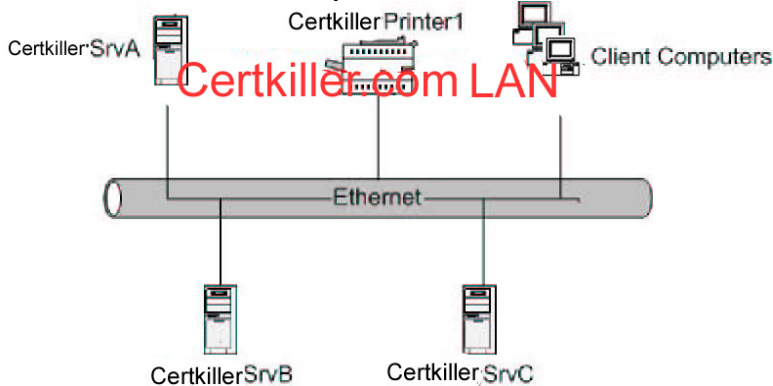 Certkiller Printer1
Certkiller SrvA
Client Computers
Certkiller.com LAN
Ethernet
Certkiller SrvB
Certkiller SrvC